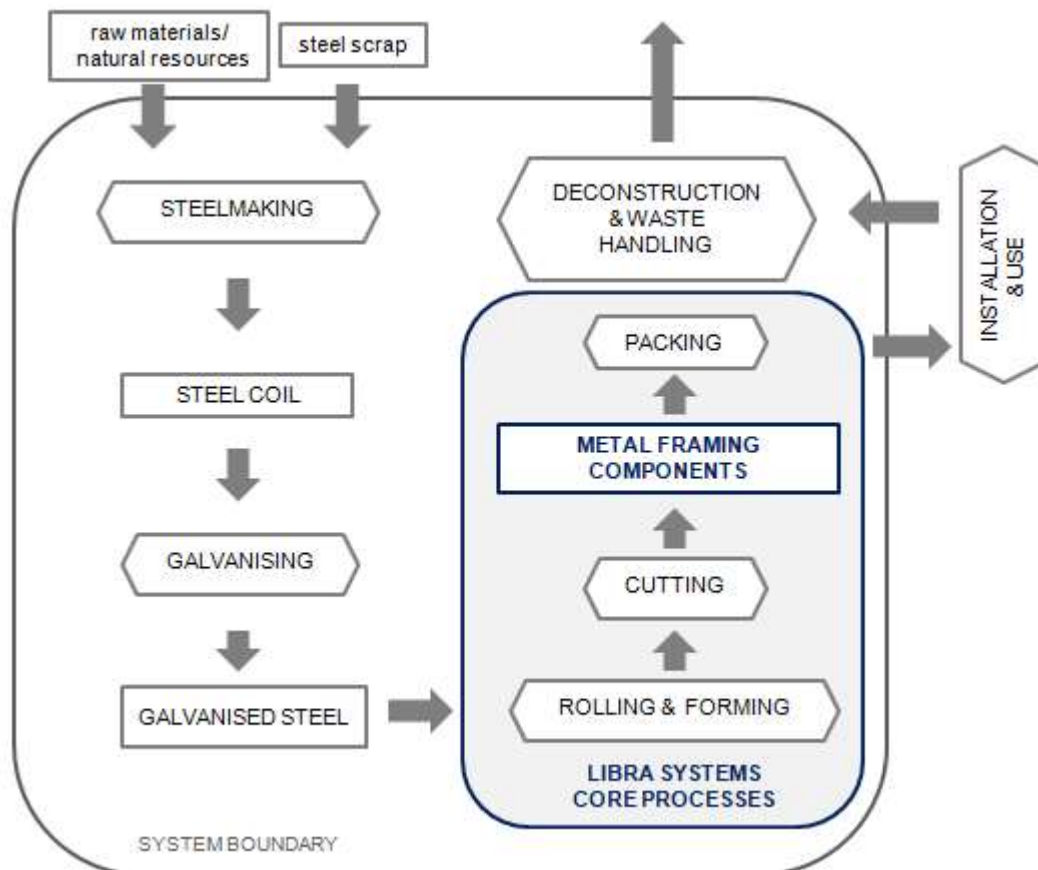 raw materials/
natural resources
steel scrap
STEELMAKING
STEEL COIL
GALVANISING
GALVANISED STEEL
DECONSTRUCTION
& WASTE
HANDLING
INSTALLATION
& USE
PACKING
METAL FRAMING
COMPONENTS
CUTTING
ROLLING & FORMING
LIBRA SYSTEMS
CORE PROCESSES
SYSTEM BOUNDARY